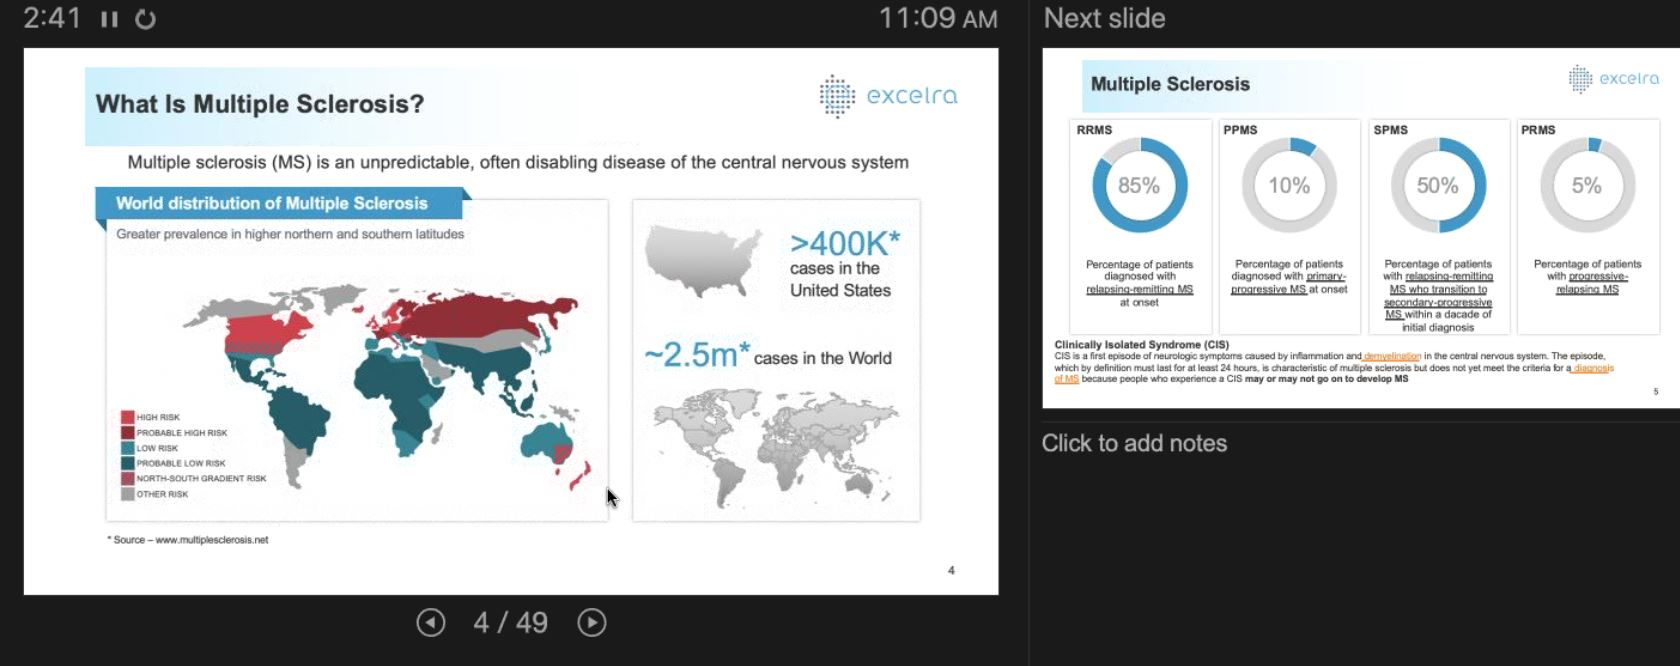 2:41
11:09 AM
What Is Multiple Sclerosis?
excelra
Multiple sclerosis (MS) is an unpredictable, often disabling disease of the central nervous system
World distribution of Multiple Sclerosis
Greater prevalence in higher northern and southern latitudes
HIGH RISK
PROBABLE HIGH RISK
LOW RISK
PROBABLE LOW RISK
NORTH-SOUTH GRADIENT RISK
OTHER RISK
>400K*
cases in the
United States
~2.5m* cases in the World
* Source – www.multiplesclerosis.net
4
4 / 49
Next slide
Multiple Sclerosis
excelra
RRMS
85%
Percentage of patients
diagnosed with
relapsing-remitting MS
at onset
PPMS
10%
Percentage of patients
diagnosed with primary-
progressive MS at onset
SPMS
50%
Percentage of patients
with relapsing-remitting
MS who transition to
secondary-progressive
MS within a dacade of
initial diagnosis
PRMS
5%
Percentage of patients
with progressive-
relapsing MS
Clinically Isolated Syndrome (CIS)
CIS is a first episode of neurologic symptoms caused by inflammation and demyelination in the central nervous system. The episode,
which by definition must last for at least 24 hours, is characteristic of multiple sclerosis but does not yet meet the criteria for a diagnosis
of MS because people who experience a CIS may or may not go on to develop MS
5
Click to add notes